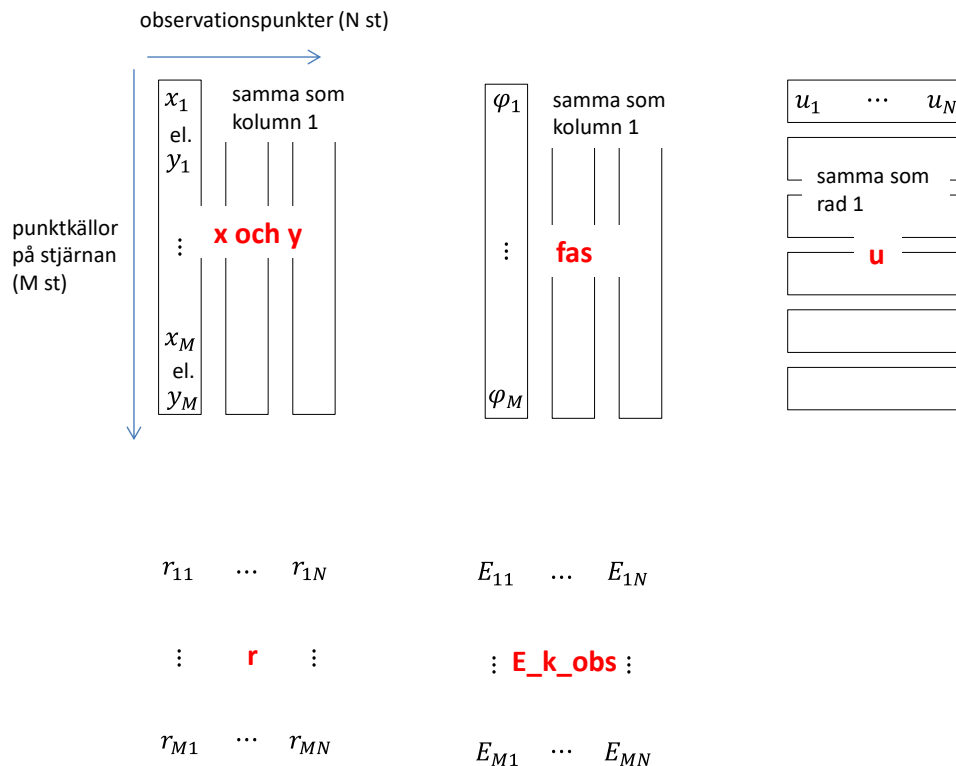 observationspunkter (N st)
punktkällor
på stjärnan
(M st)
x₁
el.
y₁
⋮
x_M
el.
y_M
samma som
kolumn 1
x och y
φ₁
⋮
φ_M
samma som
kolumn 1
fas
u₁ ⋯ u_N
samma som
rad 1
u
r₁₁ ⋯ r₁N
⋮ r ⋮
r_M1 ⋯ r_MN
E₁₁ ⋯ E₁N
⋮ E_k_obs ⋮
E_M1 ⋯ E_MN